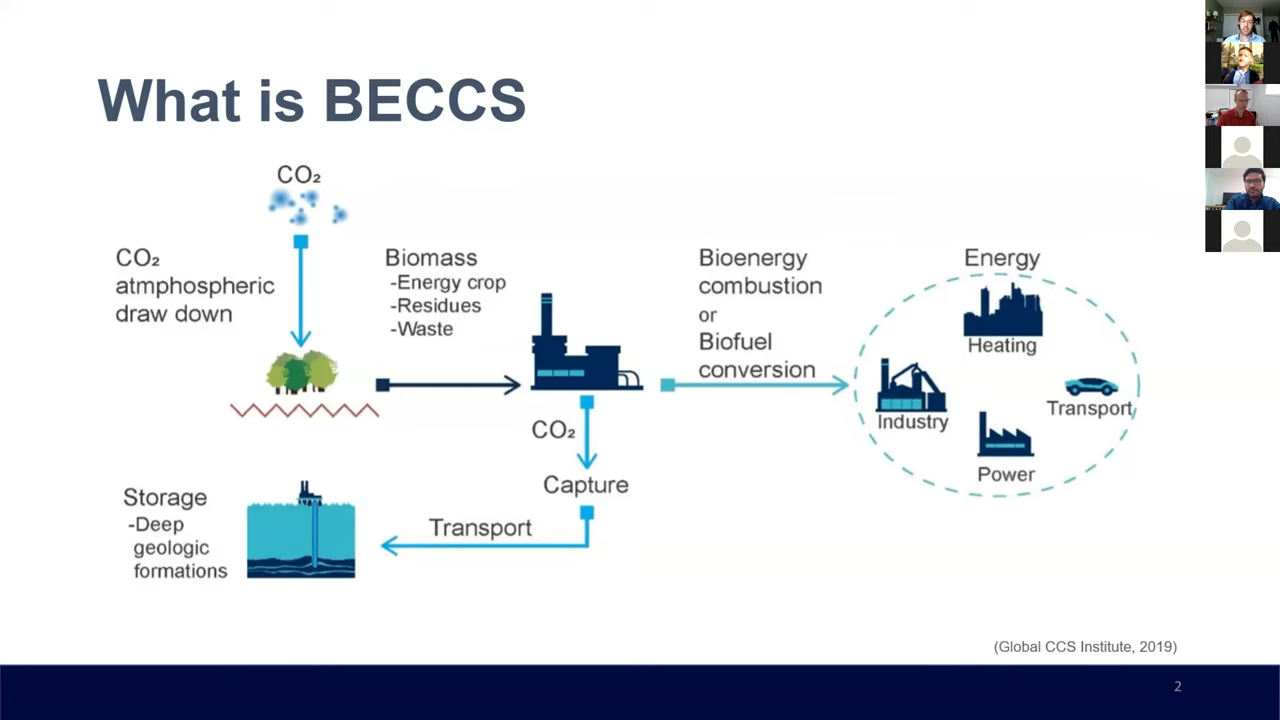 What is BECCS
CO₂
CO₂
atmphospheric
draw down
Biomass
-Energy crop
-Residues
-Waste
Bioenergy
combustion
or
Biofuel
conversion
Energy
Heating
Industry
Transport
Power
CO₂
Capture
Transport
Storage
-Deep
geologic
formations
(Global CCS Institute, 2019)
2